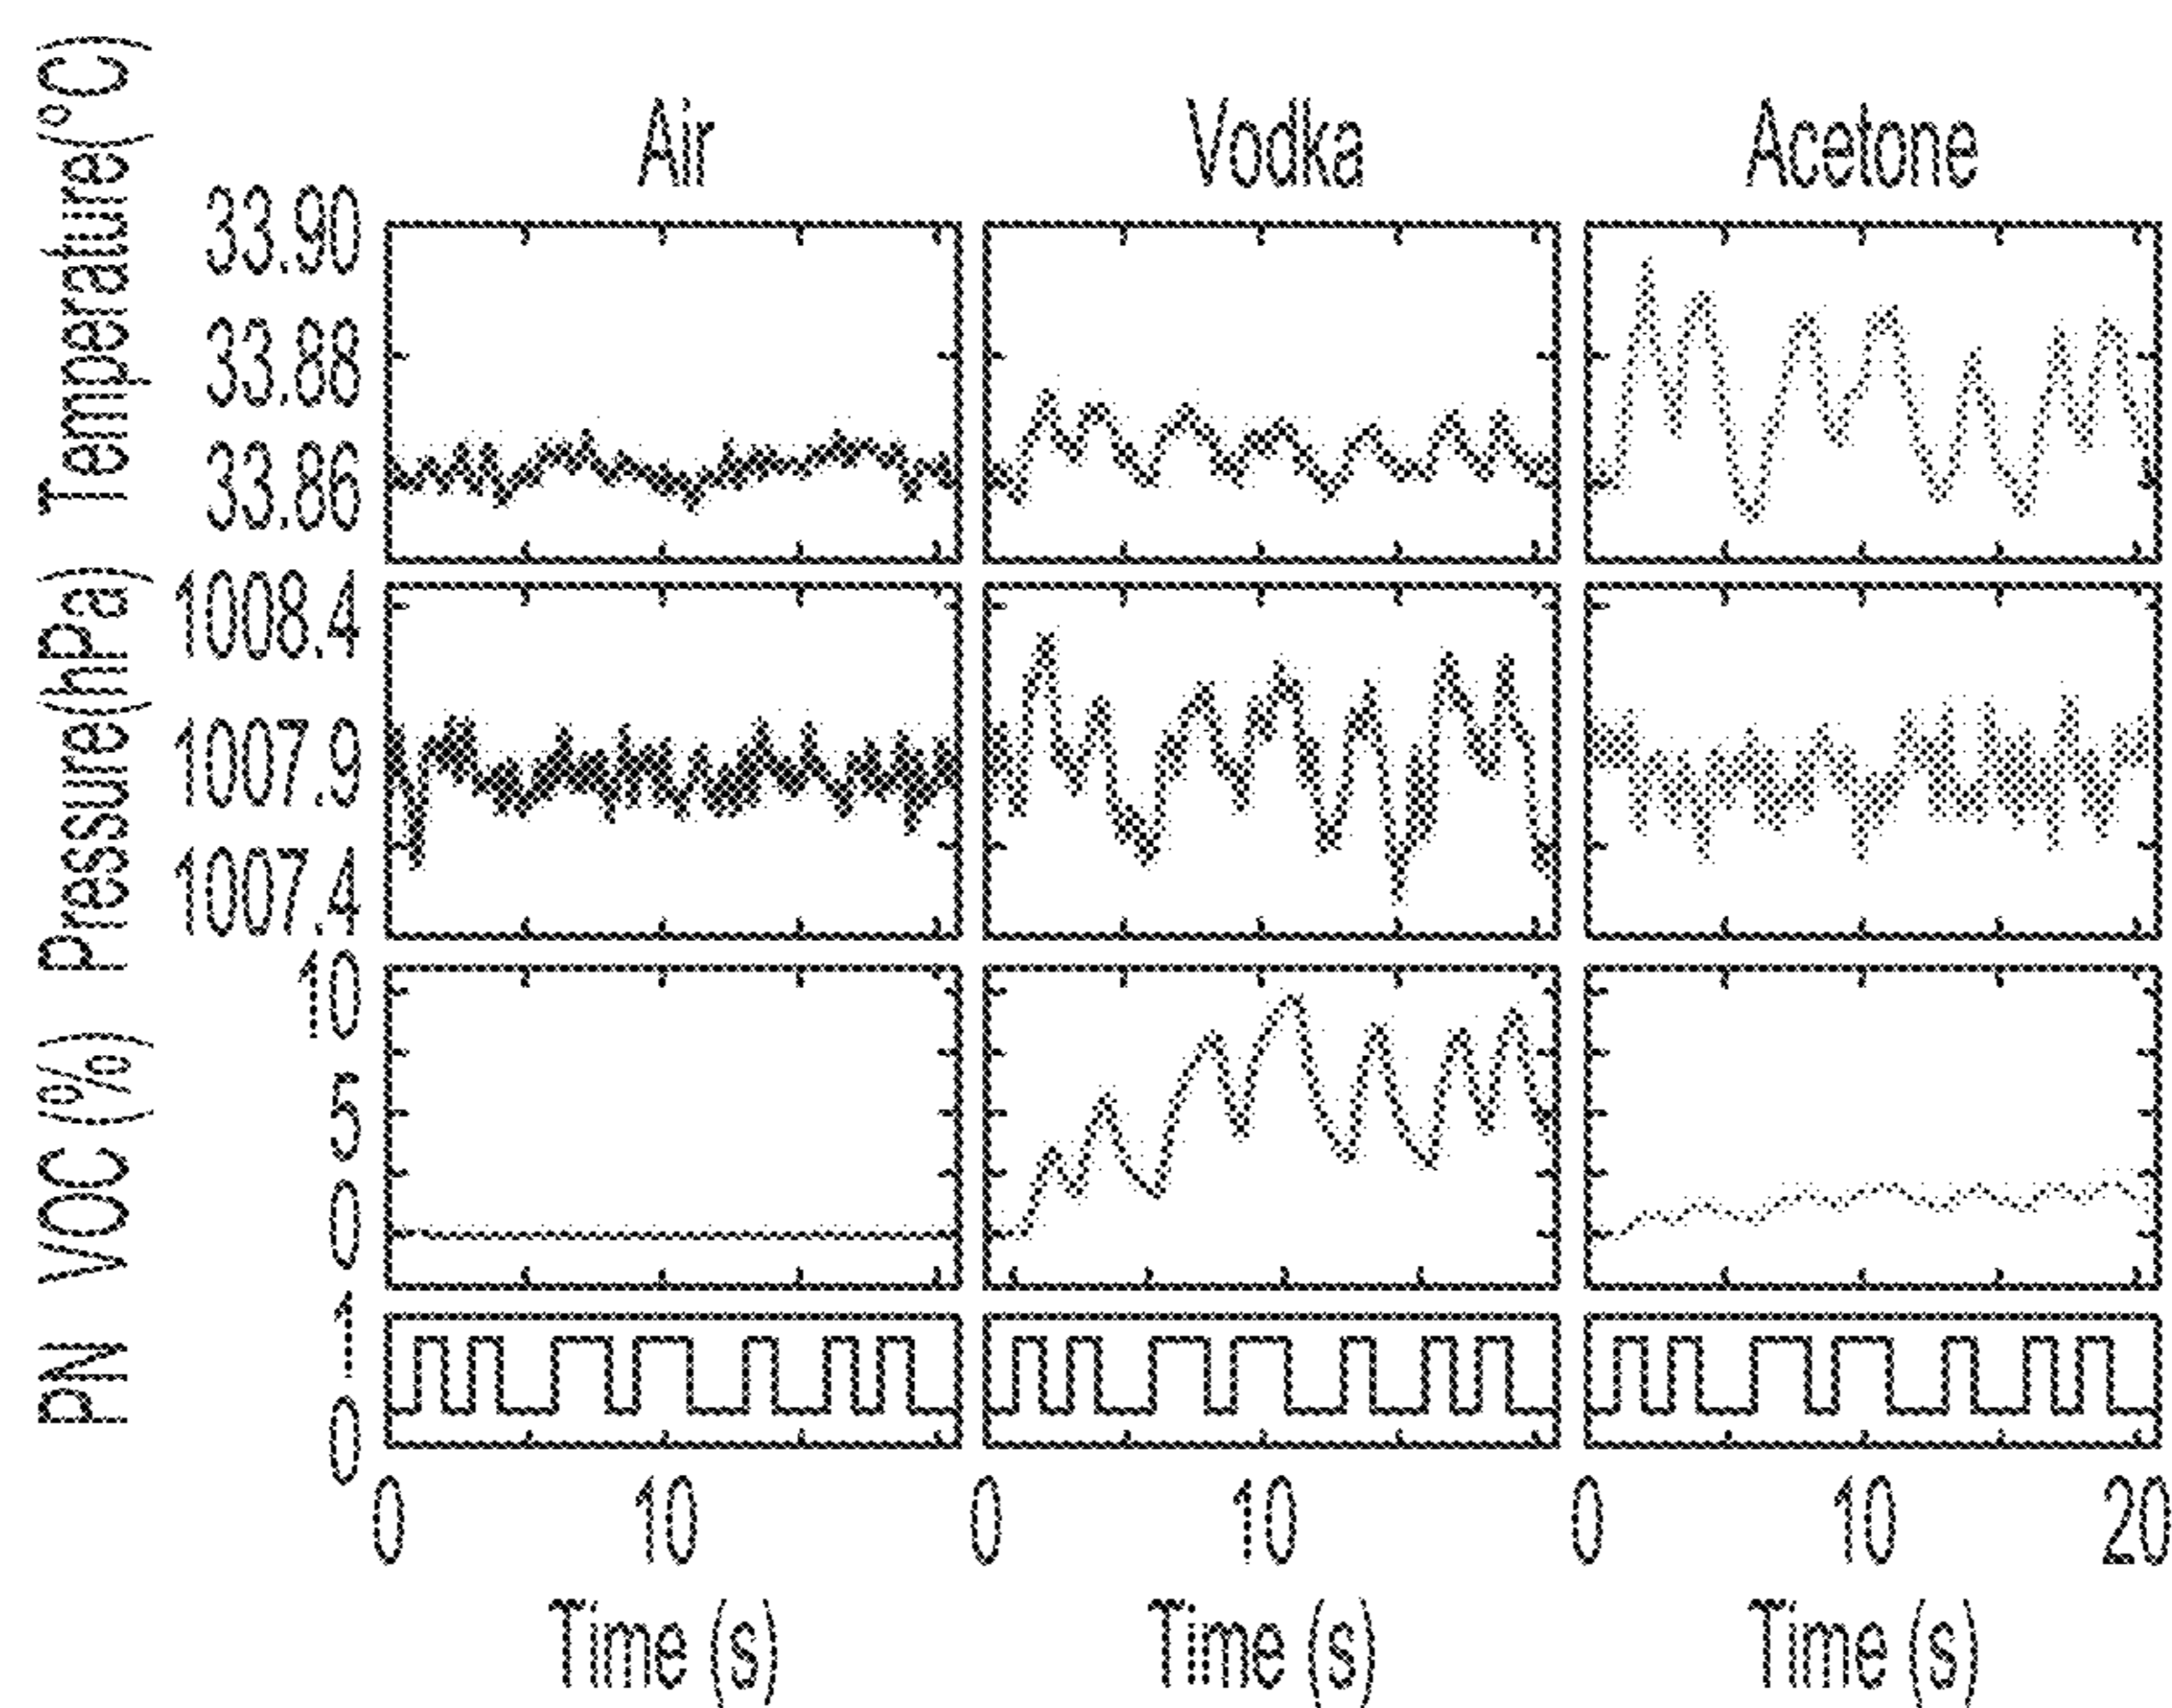 Air Vodka Acetone
Temperature(°C)
33.90
33.88
33.86
Pressure(hPa)
1008.4
1007.9
1007.4
VOC (%)
10
5
0
PN
1
0
0 10 0 10 0 10 20
Time (s) Time (s) Time (s)